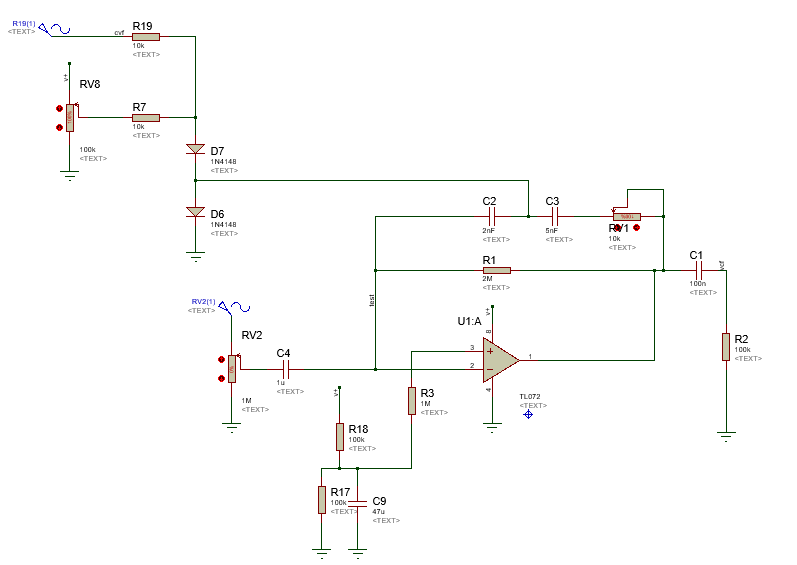 R19(1)
<TEXT>
cvf
R19
10k
<TEXT>
v+
RV8
100k
<TEXT>
R7
10k
<TEXT>
D7
1N4148
<TEXT>
D6
1N4148
<TEXT>
C2
2nF
<TEXT>
C3
5nF
<TEXT>
RV1
10k
<TEXT>
R1
2M
<TEXT>
C1
100n
<TEXT>
vcf
R2
100k
<TEXT>
test
RV2(1)
<TEXT>
RV2
1M
<TEXT>
C4
1u
<TEXT>
U1:A
v+
8
3
2
1
4
TL072
<TEXT>
R3
1M
<TEXT>
v+
R18
100k
<TEXT>
R17
100k
<TEXT>
C9
47u
<TEXT>